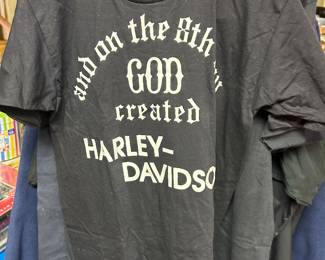 and on the 8th
GOD
created
HARLEY-
DAVIDSO